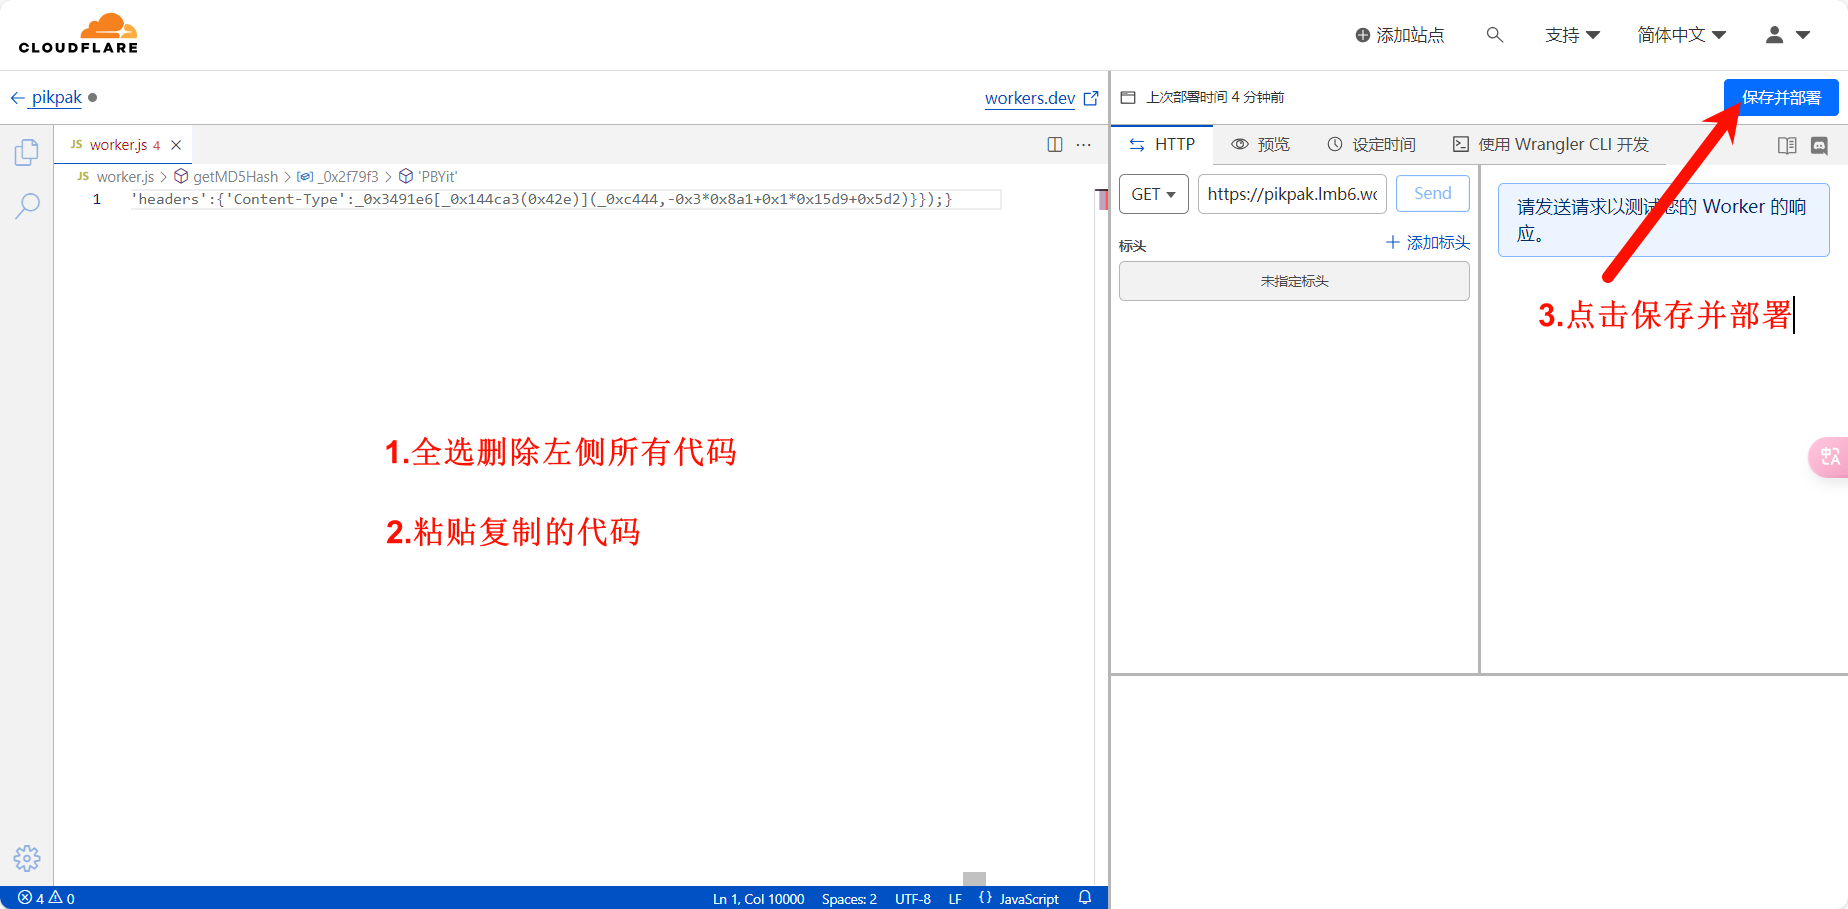 CLOUDFLARE
添加站点
支持
简体中文
pikpak
workers.dev
上次部署时间 4 分钟前
保存并部署
JS worker.js 4
HTTP
预览
设定时间
使用 Wrangler CLI 开发
JS worker.js > getMD5Hash > _0x2f79f3 > 'PBYit'
1 'headers':{'Content-Type':_0x3491e6[_0x144ca3(0x42e)](_0xc444,-0x3*0x8a1+0x1*0x15d9+0x5d2)}});}
GET
https://pikpak.lmb6.wo
Send
请发送请求以测试您的 Worker 的响
应。
标头
添加标头
未指定标头
3.点击保存并部署
1.全选删除左侧所有代码
2.粘贴复制的代码
中A
4 0
Ln 1, Col 10000
Spaces: 2
UTF-8
LF
{} JavaScript